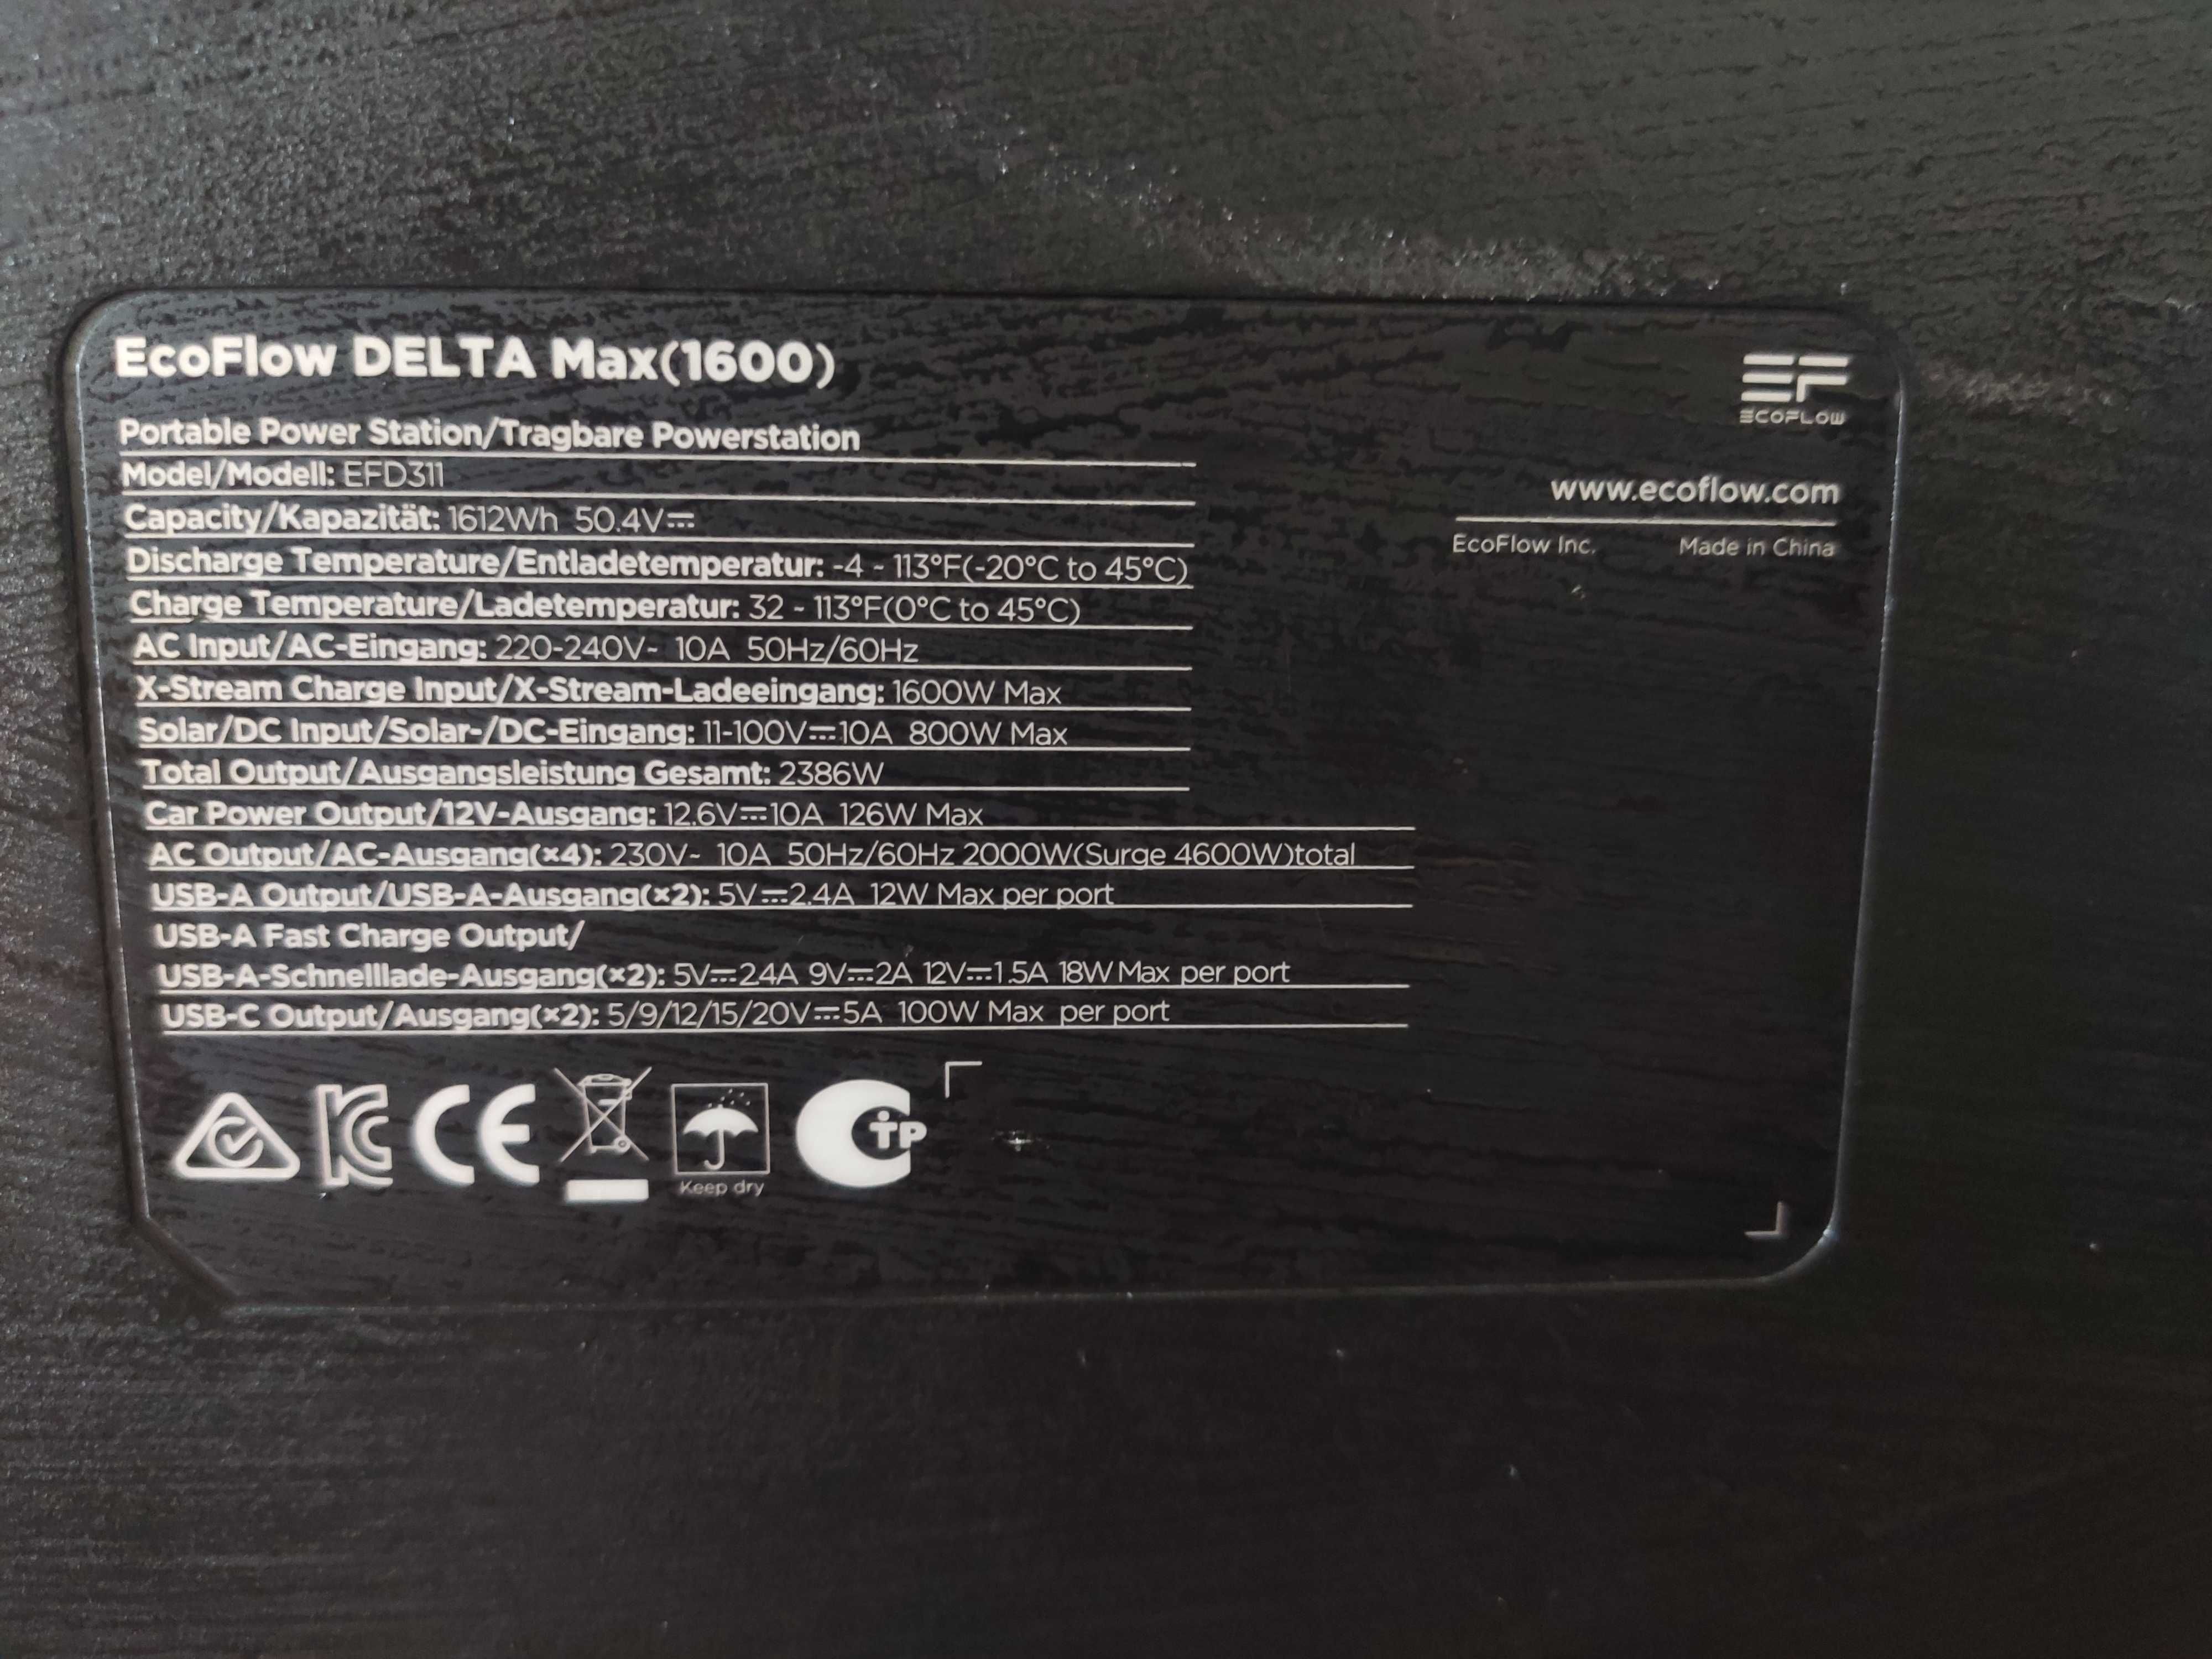 EcoFlow DELTA Max(1600)
Portable Power Station/Tragbare Powerstation
Model/Modell: EFD311
Capacity/Kapazität: 1612Wh 50.4V⎓
Discharge Temperature/Entladetemperatur: -4 ~ 113°F(-20°C to 45°C)
Charge Temperature/Ladetemperatur: 32 ~ 113°F(0°C to 45°C)
AC Input/AC-Eingang: 220-240V~ 10A 50Hz/60Hz
X-Stream Charge Input/X-Stream-Ladeeingang: 1600W Max
Solar/DC Input/Solar-/DC-Eingang: 11-100V⎓10A 800W Max
Total Output/Ausgangsleistung Gesamt: 2386W
Car Power Output/12V-Ausgang: 12.6V⎓10A 126W Max
AC Output/AC-Ausgang(×4): 230V~ 10A 50Hz/60Hz 2000W(Surge 4600W)total
USB-A Output/USB-A-Ausgang(×2): 5V⎓2.4A 12W Max per port
USB-A Fast Charge Output/
USB-A-Schnelllade-Ausgang(×2): 5V⎓2.4A 9V⎓2A 12V⎓1.5A 18W Max per port
USB-C Output/Ausgang(×2): 5/9/12/15/20V⎓5A 100W Max per port
EF
ECOFLOW
www.ecoflow.com
EcoFlow Inc. Made in China
KC CE
Keep dry